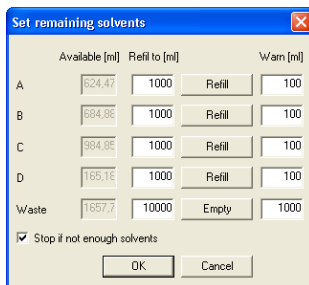 Set remaining solvents
Available [ml] Refil to [ml] Warn [ml]
A 624,47 1000 Refill 100
B 684,86 1000 Refill 100
C 984,85 1000 Refill 100
D 165,18 1000 Refill 100
Waste 1657,7 10000 Empty 1000
Stop if not enough solvents
OK Cancel